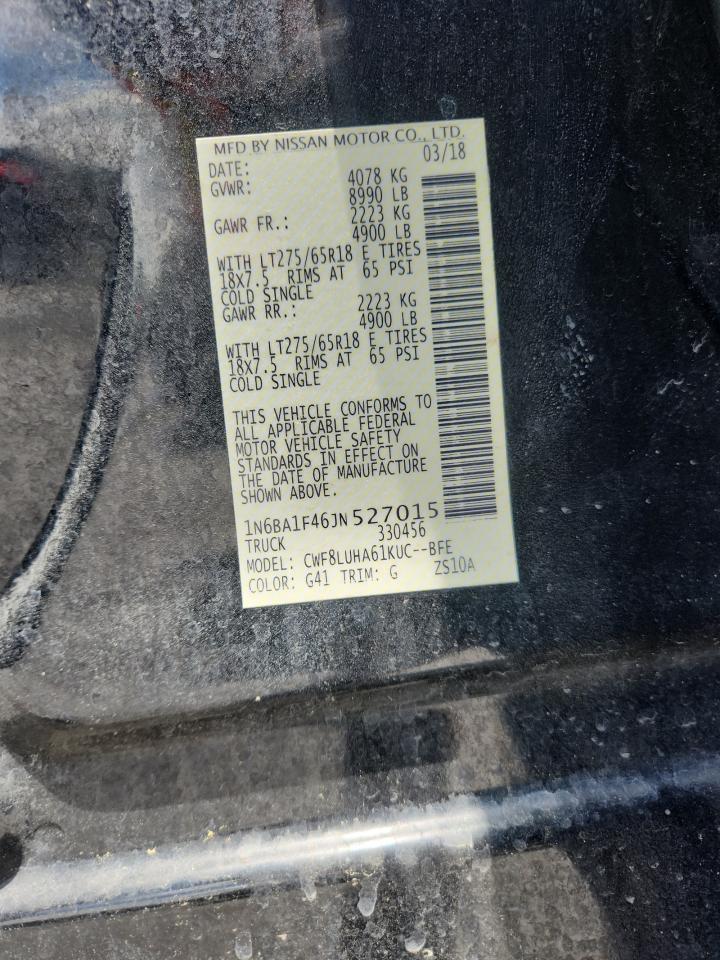 MFD BY NISSAN MOTOR CO., LTD.
DATE: 03/18
GVWR: 4078 KG
8990 LB
GAWR FR.: 2223 KG
4900 LB
WITH LT275/65R18 E TIRES
18X7.5 RIMS AT 65 PSI
COLD SINGLE
GAWR RR.: 2223 KG
4900 LB
WITH LT275/65R18 E TIRES
18X7.5 RIMS AT 65 PSI
COLD SINGLE
THIS VEHICLE CONFORMS TO
ALL APPLICABLE FEDERAL
MOTOR VEHICLE SAFETY
STANDARDS IN EFFECT ON
THE DATE OF MANUFACTURE
SHOWN ABOVE.
1N6BA1F46JN527015
TRUCK 330456
MODEL: CWF8LUHA61KUC--BFE
COLOR: G41 TRIM: G ZS10A